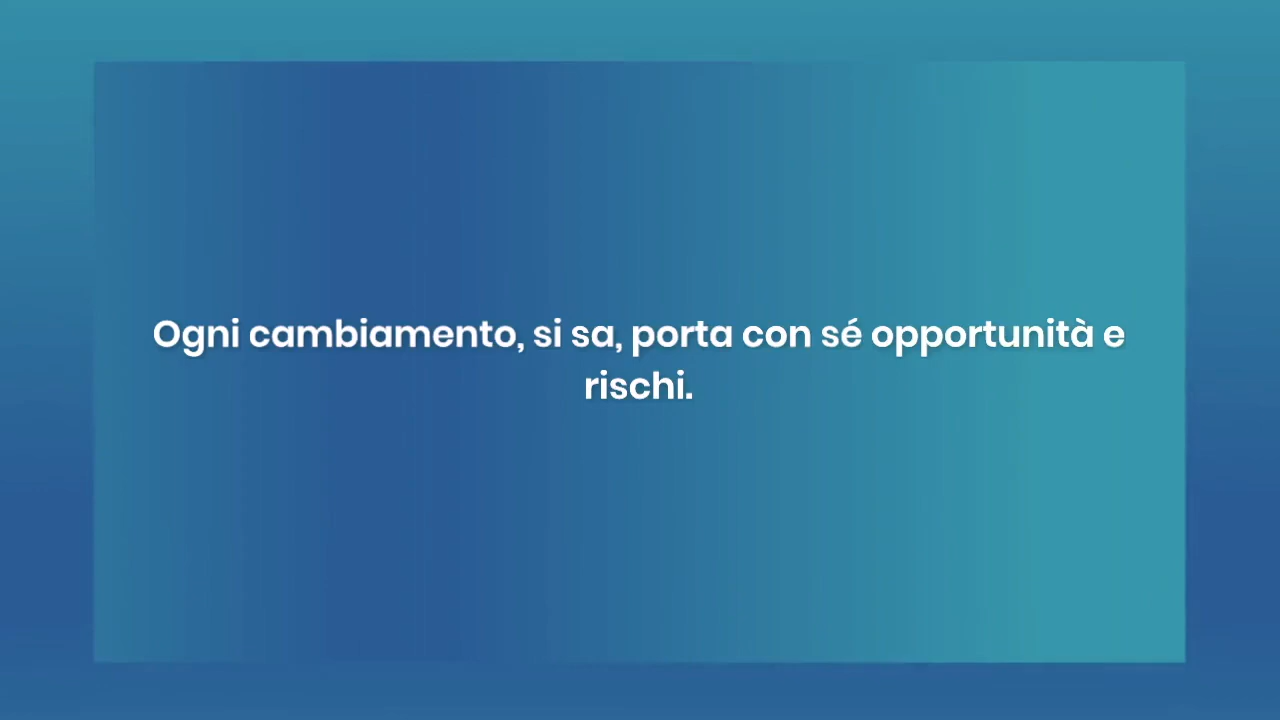 Ogni cambiamento, si sa, porta con sé opportunità e
rischi.